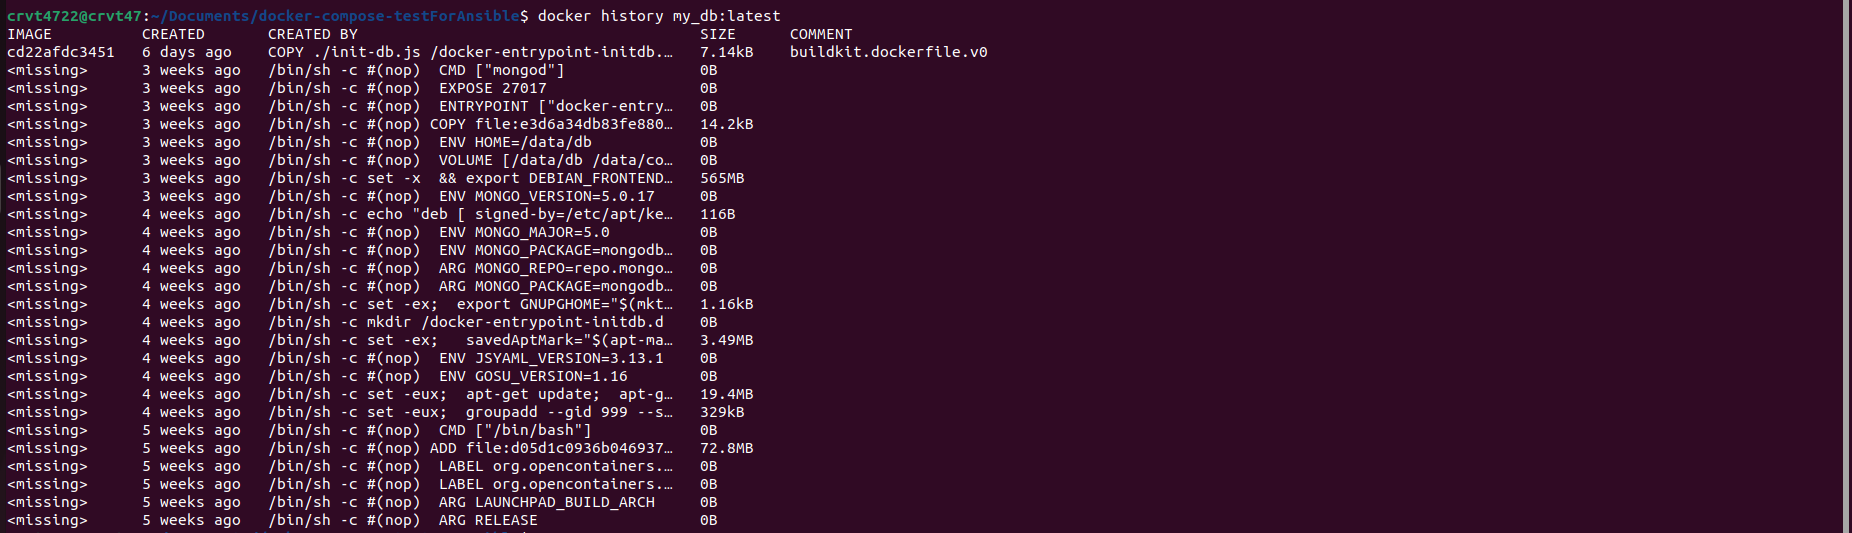 crvt4722@crvt47:~/Documents/docker-compose-testForAnsible$ docker history my_db:latest
IMAGE CREATED CREATED BY SIZE COMMENT
cd22afdc3451 6 days ago COPY ./init-db.js /docker-entrypoint-initdb.… 7.14kB buildkit.dockerfile.v0
<missing> 3 weeks ago /bin/sh -c #(nop) CMD ["mongod"] 0B
<missing> 3 weeks ago /bin/sh -c #(nop) EXPOSE 27017 0B
<missing> 3 weeks ago /bin/sh -c #(nop) ENTRYPOINT ["docker-entry… 0B
<missing> 3 weeks ago /bin/sh -c #(nop) COPY file:e3d6a34db83fe880… 14.2kB
<missing> 3 weeks ago /bin/sh -c #(nop) ENV HOME=/data/db 0B
<missing> 3 weeks ago /bin/sh -c #(nop) VOLUME [/data/db /data/co… 0B
<missing> 3 weeks ago /bin/sh -c set -x && export DEBIAN_FRONTEND… 565MB
<missing> 3 weeks ago /bin/sh -c #(nop) ENV MONGO_VERSION=5.0.17 0B
<missing> 4 weeks ago /bin/sh -c echo "deb [ signed-by=/etc/apt/ke… 116B
<missing> 4 weeks ago /bin/sh -c #(nop) ENV MONGO_MAJOR=5.0 0B
<missing> 4 weeks ago /bin/sh -c #(nop) ENV MONGO_PACKAGE=mongodb… 0B
<missing> 4 weeks ago /bin/sh -c #(nop) ARG MONGO_REPO=repo.mongo… 0B
<missing> 4 weeks ago /bin/sh -c #(nop) ARG MONGO_PACKAGE=mongodb… 0B
<missing> 4 weeks ago /bin/sh -c set -ex; export GNUPGHOME="$(mkt… 1.16kB
<missing> 4 weeks ago /bin/sh -c mkdir /docker-entrypoint-initdb.d 0B
<missing> 4 weeks ago /bin/sh -c set -ex; savedAptMark="$(apt-ma… 3.49MB
<missing> 4 weeks ago /bin/sh -c #(nop) ENV JSYAML_VERSION=3.13.1 0B
<missing> 4 weeks ago /bin/sh -c #(nop) ENV GOSU_VERSION=1.16 0B
<missing> 4 weeks ago /bin/sh -c set -eux; apt-get update; apt-g… 19.4MB
<missing> 4 weeks ago /bin/sh -c set -eux; groupadd --gid 999 --s… 329kB
<missing> 5 weeks ago /bin/sh -c #(nop) CMD ["/bin/bash"] 0B
<missing> 5 weeks ago /bin/sh -c #(nop) ADD file:d05d1c0936b046937… 72.8MB
<missing> 5 weeks ago /bin/sh -c #(nop) LABEL org.opencontainers.… 0B
<missing> 5 weeks ago /bin/sh -c #(nop) LABEL org.opencontainers.… 0B
<missing> 5 weeks ago /bin/sh -c #(nop) ARG LAUNCHPAD_BUILD_ARCH 0B
<missing> 5 weeks ago /bin/sh -c #(nop) ARG RELEASE 0B